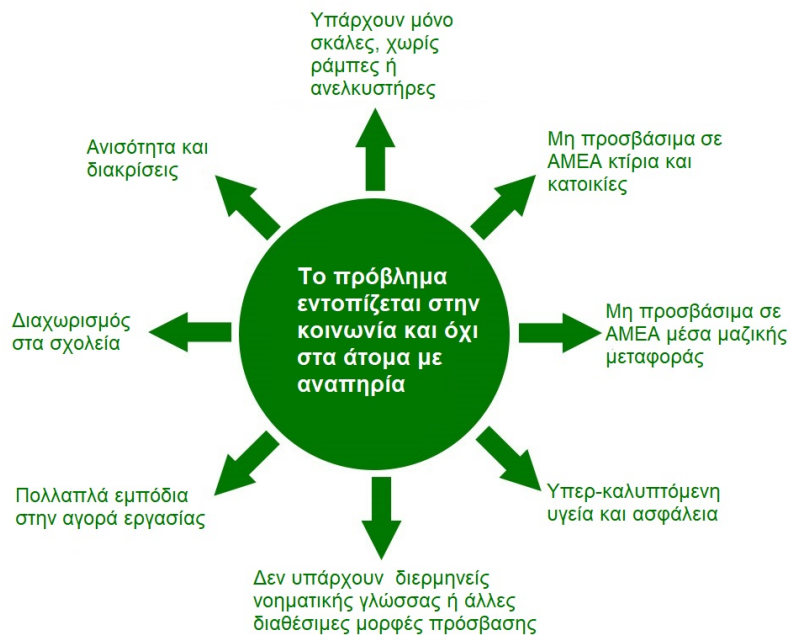 Υπάρχουν μόνο
σκάλες, χωρίς
ράμπες ή
ανελκυστήρες
Μη προσβάσιμα σε
ΑΜΕΑ κτίρια και
κατοικίες
Μη προσβάσιμα σε
ΑΜΕΑ μέσα μαζικής
μεταφοράς
Υπερ-καλυπτόμενη
υγεία και ασφάλεια
Δεν υπάρχουν διερμηνείς
νοηματικής γλώσσας ή άλλες
διαθέσιμες μορφές πρόσβασης
Πολλαπλά εμπόδια
στην αγορά εργασίας
Διαχωρισμός
στα σχολεία
Ανισότητα και
διακρίσεις
Το πρόβλημα
εντοπίζεται στην
κοινωνία και όχι
στα άτομα με
αναπηρία